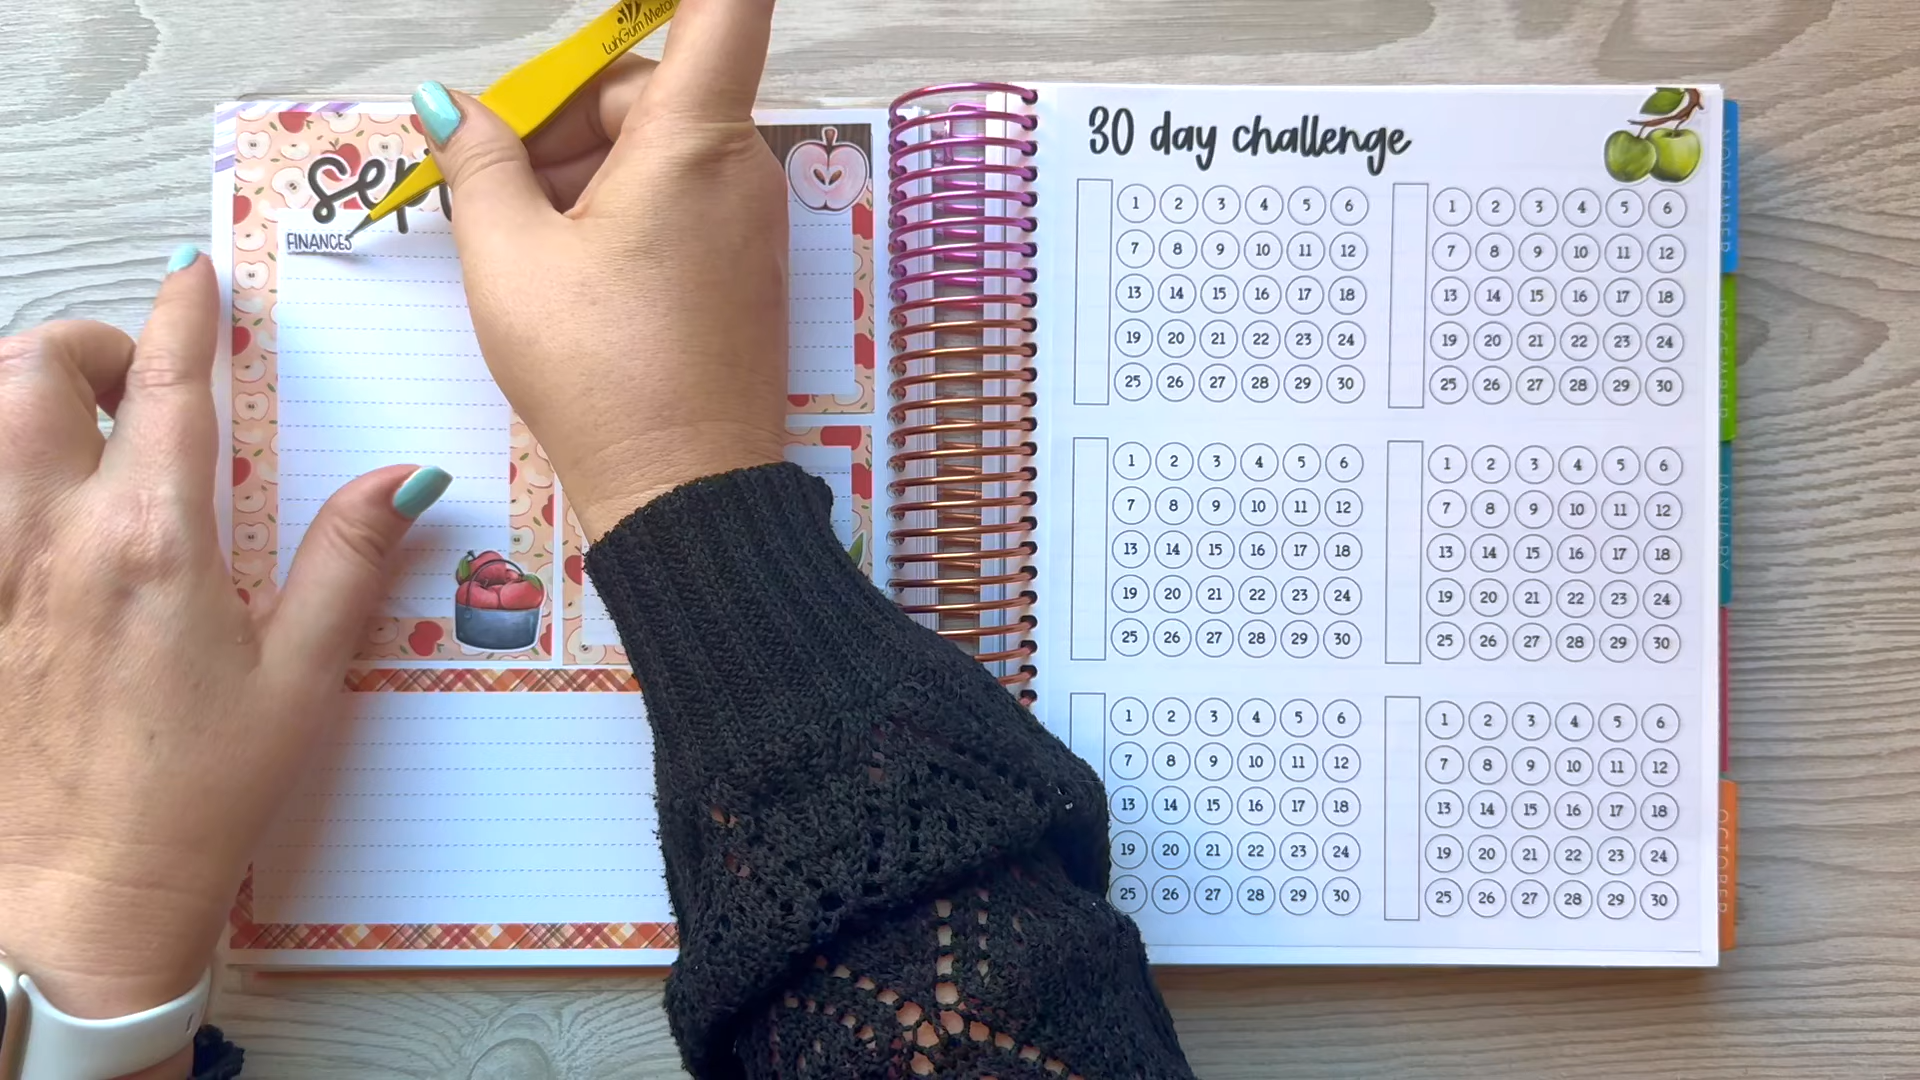 LuhGum Metal
sep
FINANCES
30 day challenge
1 2 3 4 5 6
7 8 9 10 11 12
13 14 15 16 17 18
19 20 21 22 23 24
25 26 27 28 29 30
1 2 3 4 5 6
7 8 9 10 11 12
13 14 15 16 17 18
19 20 21 22 23 24
25 26 27 28 29 30
1 2 3 4 5 6
7 8 9 10 11 12
13 14 15 16 17 18
19 20 21 22 23 24
25 26 27 28 29 30
1 2 3 4 5 6
7 8 9 10 11 12
13 14 15 16 17 18
19 20 21 22 23 24
25 26 27 28 29 30
1 2 3 4 5 6
7 8 9 10 11 12
13 14 15 16 17 18
19 20 21 22 23 24
25 26 27 28 29 30
1 2 3 4 5 6
7 8 9 10 11 12
13 14 15 16 17 18
19 20 21 22 23 24
25 26 27 28 29 30
NOVEMBER
DECEMBER
JANUARY
OCTOBER